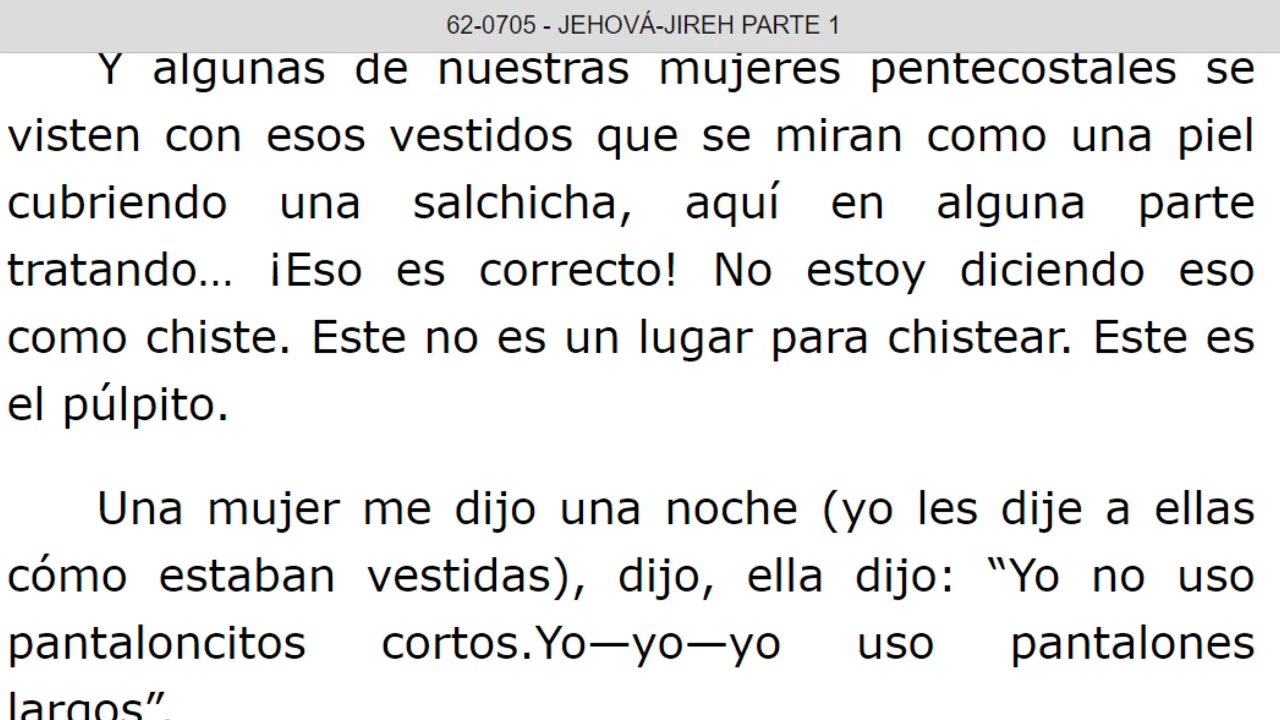 62-0705 - JEHOVÁ-JIREH PARTE 1
Y algunas de nuestras mujeres pentecostales se
visten con esos vestidos que se miran como una piel
cubriendo una salchicha, aquí en alguna parte
tratando… ¡Eso es correcto! No estoy diciendo eso
como chiste. Este no es un lugar para chistear. Este es
el púlpito.
Una mujer me dijo una noche (yo les dije a ellas
cómo estaban vestidas), dijo, ella dijo: “Yo no uso
pantaloncitos cortos.Yo—yo—yo uso pantalones
largos”.